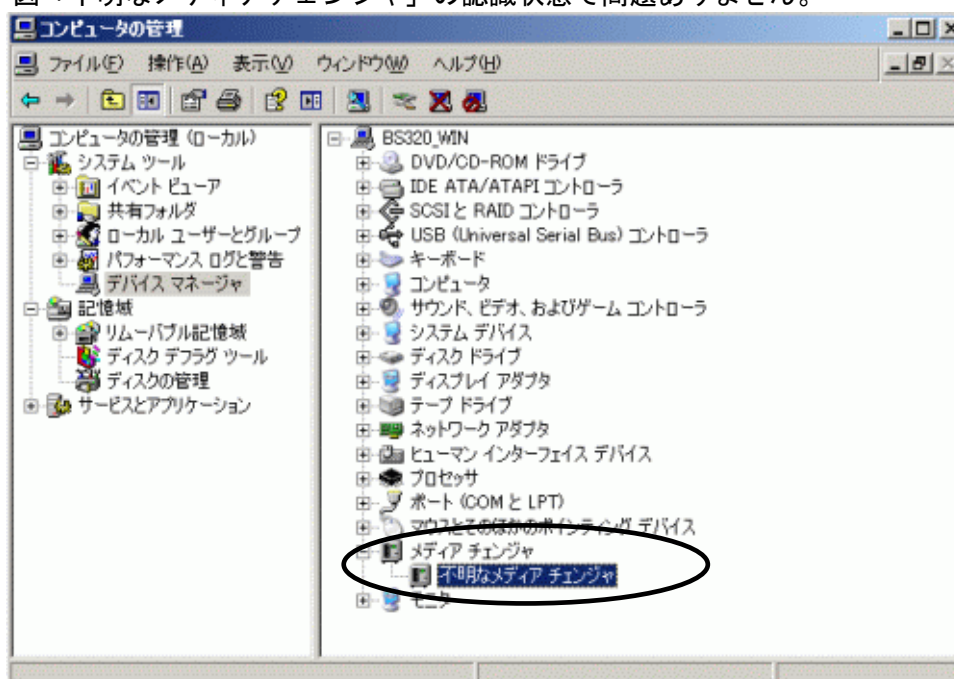 図「不明なメディアチェンジャ」の認識状態で問題ありません。
コンピュータの管理
ファイル(F) 操作(A) 表示(V) ウィンドウ(W) ヘルプ(H)
コンピュータの管理 (ローカル)
システム ツール
イベント ビューア
共有フォルダ
ローカル ユーザーとグループ
パフォーマンス ログと警告
デバイス マネージャ
記憶域
リムーバブル記憶域
ディスク デフラグ ツール
ディスクの管理
サービスとアプリケーション
BS320_WIN
DVD/CD-ROM ドライブ
IDE ATA/ATAPI コントローラ
SCSI と RAID コントローラ
USB (Universal Serial Bus) コントローラ
キーボード
コンピュータ
サウンド、ビデオ、およびゲーム コントローラ
システム デバイス
ディスク ドライブ
ディスプレイ アダプタ
テープ ドライブ
ネットワーク アダプタ
ヒューマン インターフェイス デバイス
プロセッサ
ポート (COM と LPT)
マウスとそのほかのポインティング デバイス
メディア チェンジャ
不明なメディア チェンジャ
モニタ